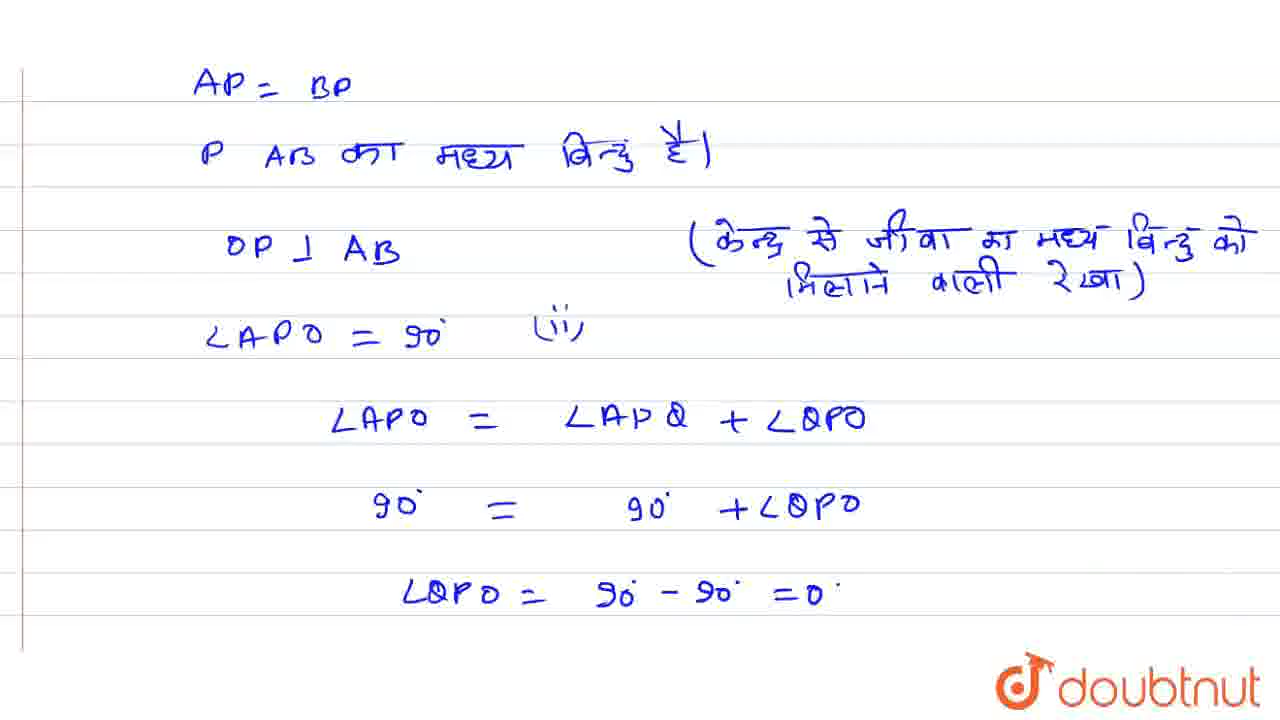 AP = BP
P AB का मध्य बिन्दु है।
OP ⊥ AB (केन्द्र से जीवा का मध्य बिन्दु को
मिलाने वाली रेखा)
∠APO = 90° (ii)
∠APO = ∠APQ + ∠QPO
90° = 90° + ∠QPO
∠QPO = 90° - 90° = 0°
doubtnut